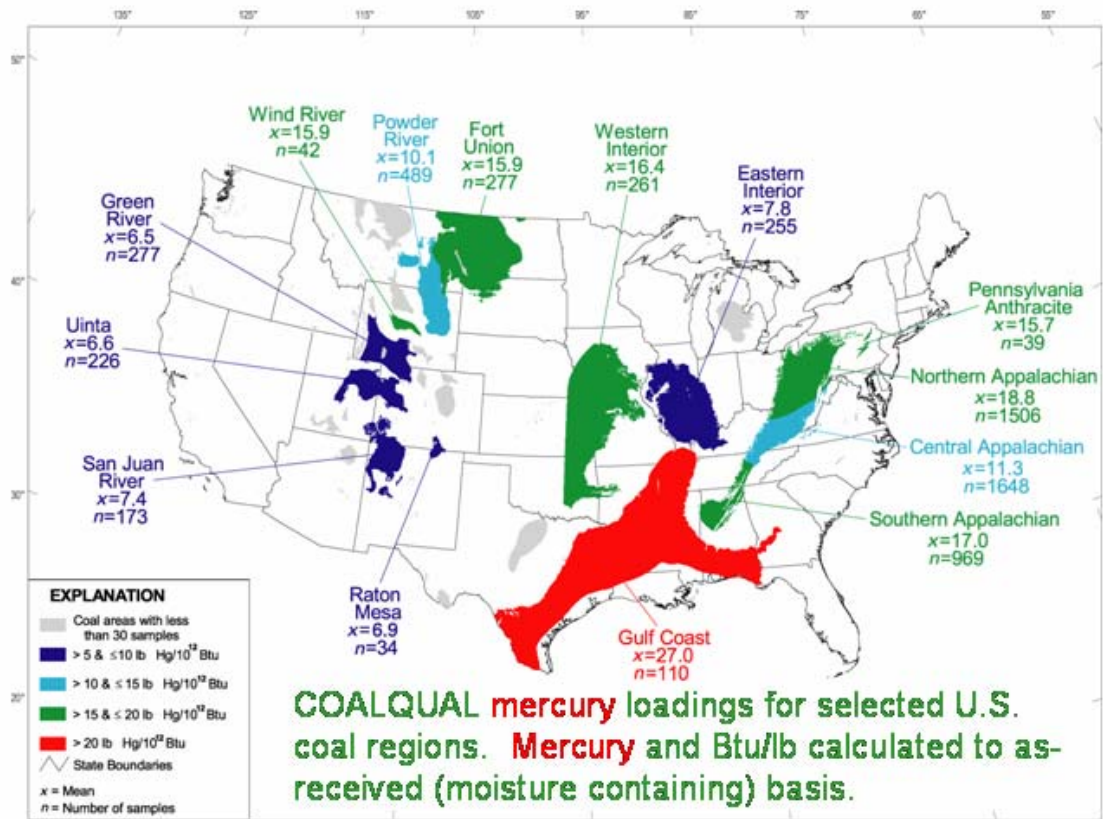 135°
125°
115°
105°
95°
85°
75°
65°
55°
50°
40°
30°
20°
Wind River
x=15.9
n=42
Powder
River
x=10.1
n=489
Fort
Union
x=15.9
n=277
Western
Interior
x=16.4
n=261
Eastern
Interior
x=7.8
n=255
Green
River
x=6.5
n=277
Uinta
x=6.6
n=226
San Juan
River
x=7.4
n=173
Raton
Mesa
x=6.9
n=34
Gulf Coast
x=27.0
n=110
Pennsylvania
Anthracite
x=15.7
n=39
Northern Appalachian
x=18.8
n=1506
Central Appalachian
x=11.3
n=1648
Southern Appalachian
x=17.0
n=969
EXPLANATION
Coal areas with less
than 30 samples
> 5 & ≤10 lb Hg/10¹² Btu
> 10 & ≤ 15 lb Hg/10¹² Btu
> 15 & ≤ 20 lb Hg/10¹² Btu
> 20 lb Hg/10¹² Btu
State Boundaries
x = Mean
n = Number of samples
COALQUAL mercury loadings for selected U.S.
coal regions. Mercury and Btu/lb calculated to as-
received (moisture containing) basis.